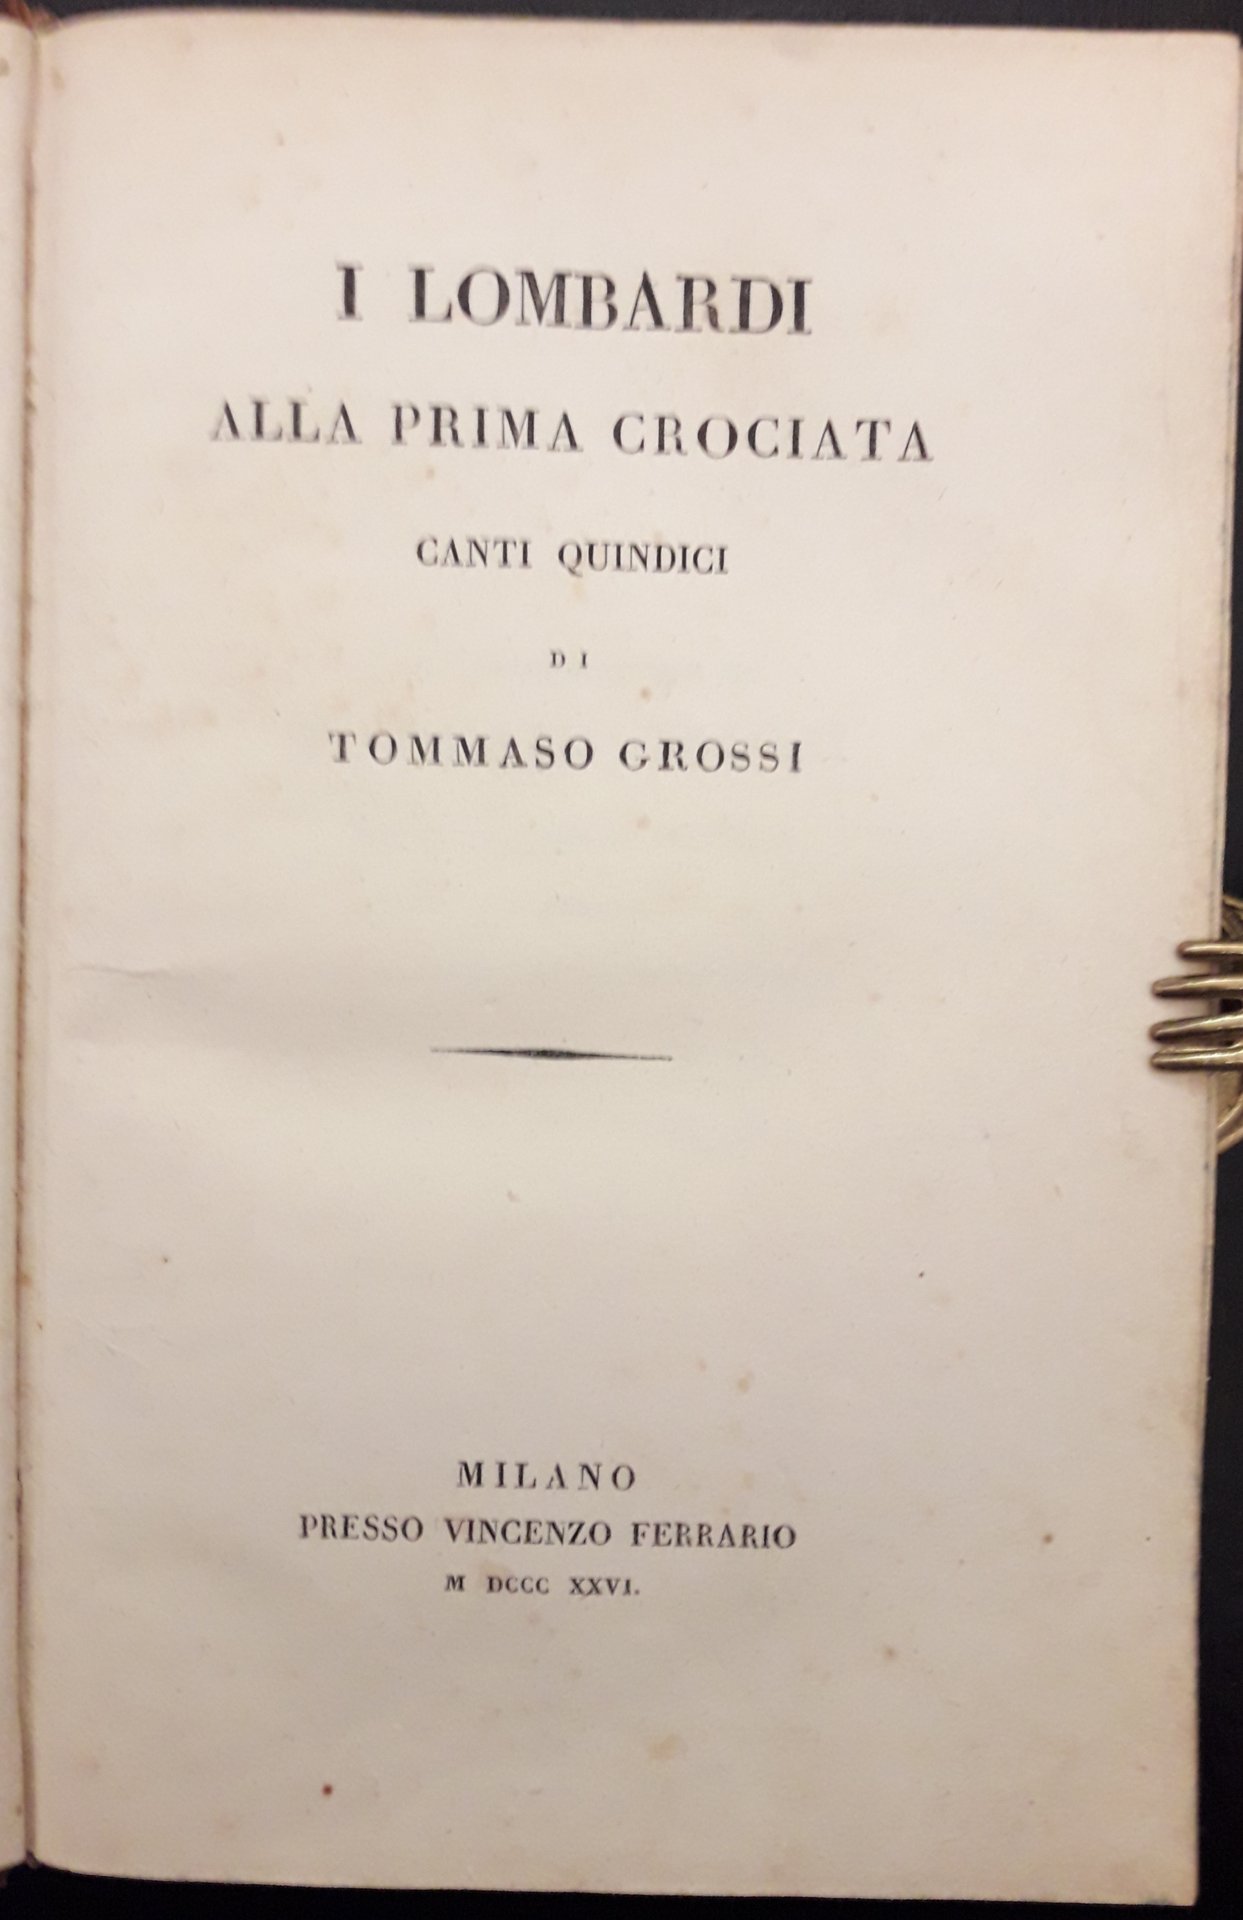 I LOMBARDI
ALLA PRIMA CROCIATA
CANTI QUINDICI
DI
TOMMASO GROSSI
MILANO
PRESSO VINCENZO FERRARIO
M DCCC XXVI.